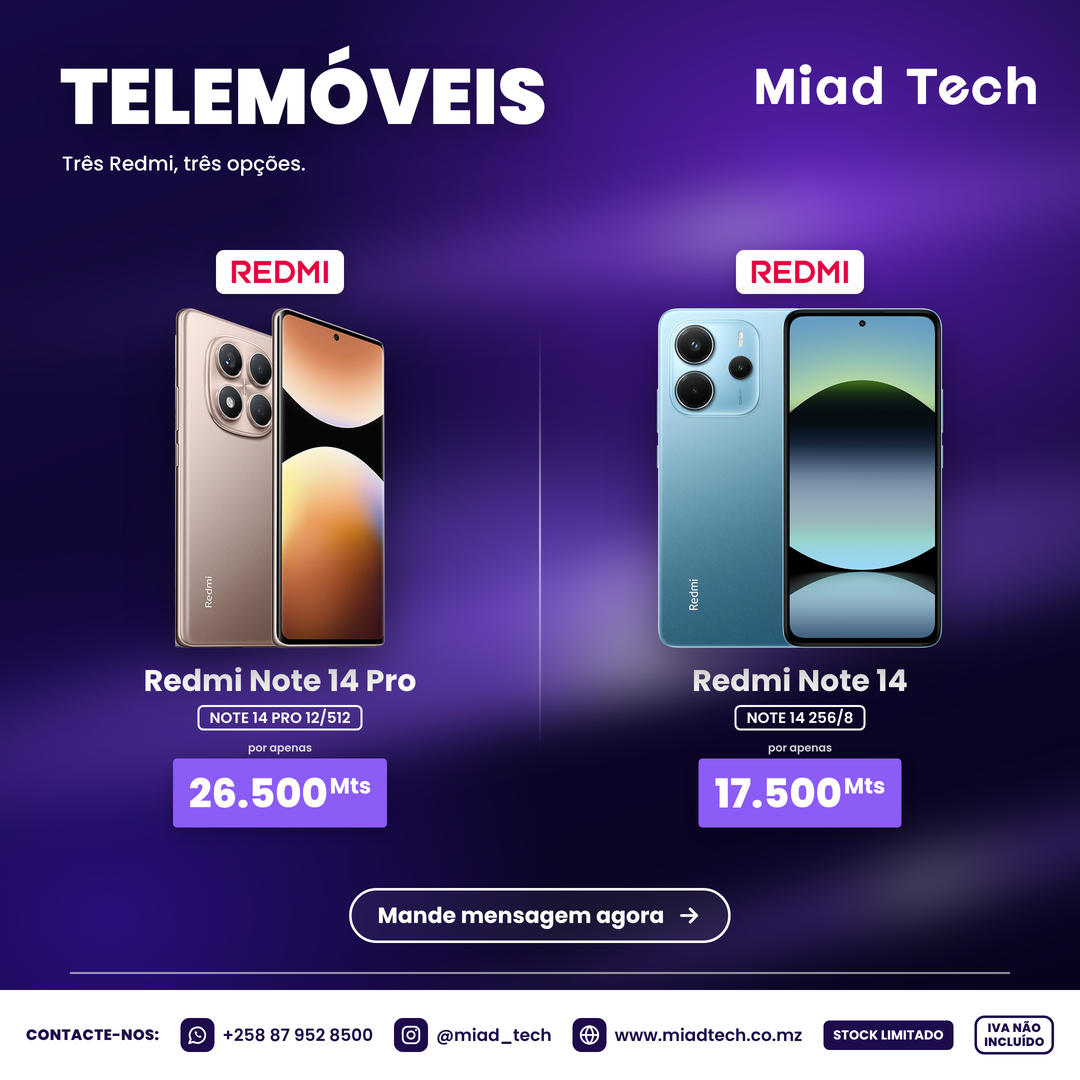 TELEMÓVEIS
Miad Tech
Três Redmi, três opções.
REDMI
REDMI
Redmi
Redmi
Redmi Note 14 Pro
NOTE 14 PRO 12/512
por apenas
26.500Mts
Redmi Note 14
NOTE 14 256/8
por apenas
17.500Mts
Mande mensagem agora →
CONTACTE-NOS:
+258 87 952 8500
@miad_tech
www.miadtech.co.mz
STOCK LIMITADO
IVA NÃO
INCLUÍDO